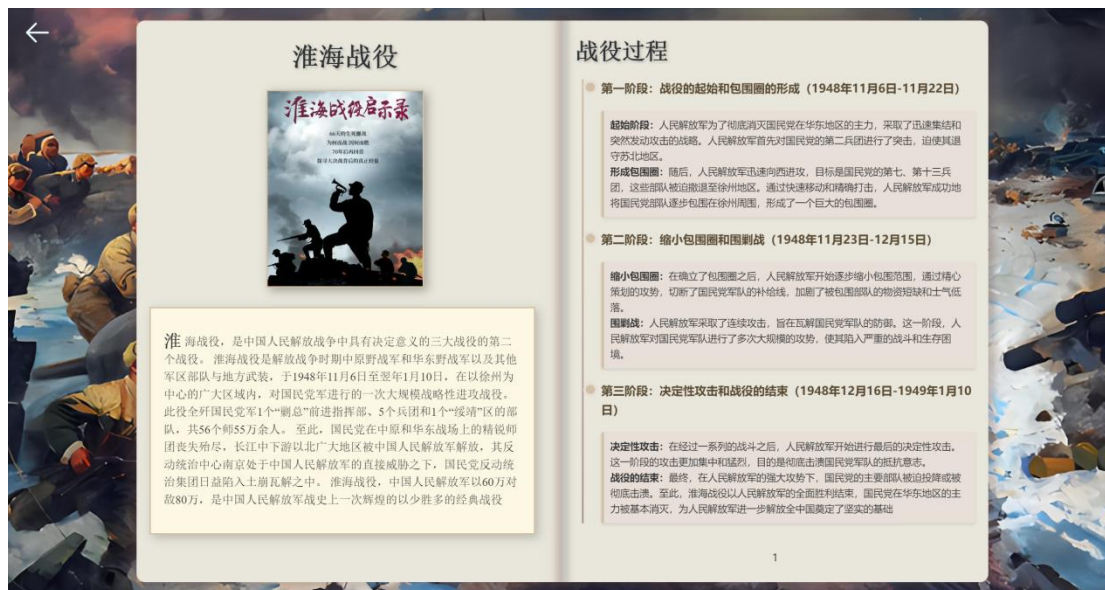 淮海战役
淮海战役启示录
66天的生死鏖战
为何而战 因何而胜
70年后再回首
探寻大决战背后的真正较量
淮海战役，是中国人民解放战争中具有决定意义的三大战役的第二
个战役。 淮海战役是解放战争时期中原野战军和华东野战军以及其他
军区部队与地方武装，于1948年11月6日至翌年1月10日，在以徐州为
中心的广大区域内，对国民党军进行的一次大规模战略性进攻战役。
此役全歼国民党军1个“剿总”前进指挥部、5个兵团和1个“绥靖”区的部
队，共56个师55万余人。 至此，国民党在中原和华东战场上的精锐师
团丧失殆尽，长江中下游以北广大地区被中国人民解放军解放，其反
动统治中心南京处于中国人民解放军的直接威胁之下，国民党反动统
治集团日益陷入土崩瓦解之中。 淮海战役，中国人民解放军以60万对
敌80万，是中国人民解放军战史上一次辉煌的以少胜多的经典战役
战役过程
第一阶段：战役的起始和包围圈的形成（1948年11月6日-11月22日）
起始阶段：人民解放军为了彻底消灭国民党在华东地区的主力，采取了迅速集结和
突然发动攻击的战略。人民解放军首先对国民党的第二兵团进行了突击，迫使其退
守苏北地区。
形成包围圈：随后，人民解放军迅速向西进攻，目标是国民党的第七、第十三兵
团，这些部队被迫撤退至徐州地区。通过快速移动和精确打击，人民解放军成功地
将国民党部队逐步包围在徐州周围，形成了一个巨大的包围圈。
第二阶段：缩小包围圈和围剿战（1948年11月23日-12月15日）
缩小包围圈：在确立了包围圈之后，人民解放军开始逐步缩小包围范围，通过精心
策划的攻势，切断了国民党军队的补给线，加剧了被包围部队的物资短缺和士气低
落。
围剿战：人民解放军采取了连续攻击，旨在瓦解国民党军队的防御。这一阶段，人
民解放军对国民党军队进行了多次大规模的攻势，使其陷入严重的战斗和生存困
境。
第三阶段：决定性攻击和战役的结束（1948年12月16日-1949年1月10
日）
决定性攻击：在经过一系列的战斗之后，人民解放军开始进行最后的决定性攻击。
这一阶段的攻击更加集中和猛烈，目的是彻底击溃国民党军队的抵抗意志。
战役的结束：最终，在人民解放军的强大攻势下，国民党的主要部队被迫投降或被
彻底击溃。至此，淮海战役以人民解放军的全面胜利结束，国民党在华东地区的主
力被基本消灭，为人民解放军进一步解放全中国奠定了坚实的基础
1